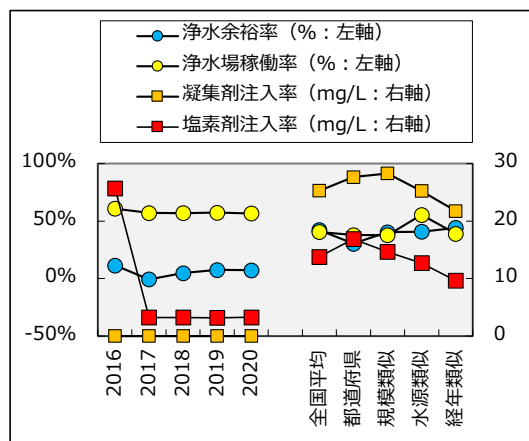 浄水余裕率（%：左軸）
浄水場稼働率（%：左軸）
凝集剤注入率（mg/L：右軸）
塩素剤注入率（mg/L：右軸）
100%
50%
0%
-50%
30
20
10
0
2016
2017
2018
2019
2020
全国平均
都道府県
規模類似
水源類似
経年類似